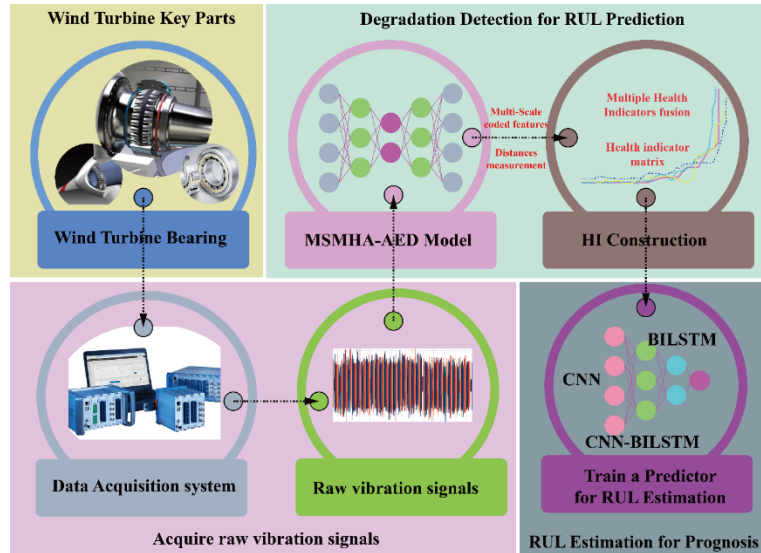 Wind Turbine Key Parts
Wind Turbine Bearing
Degradation Detection for RUL Prediction
MSMHA-AED Model
Multi-Scale
coded features
Distances
measurement
Multiple Health
Indicators fusion
Health indicator
matrix
HI Construction
Data Acquisition system
Raw vibration signals
Acquire raw vibration signals
BILSTM
CNN
CNN-BILSTM
Train a Predictor
for RUL Estimation
RUL Estimation for Prognosis